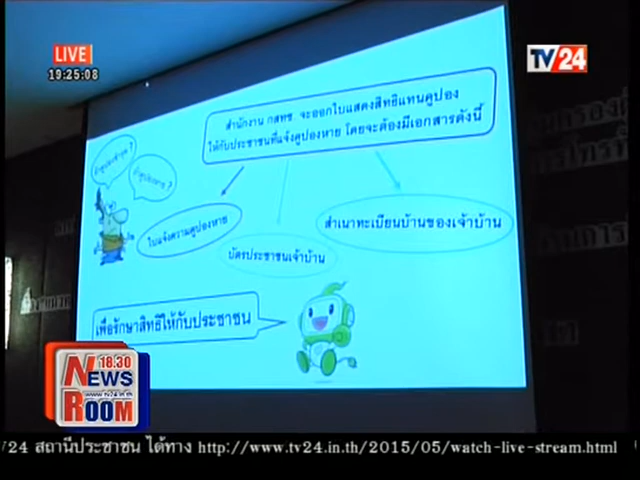 LIVE
19:25:08
TV24
สำนักงาน กสทช. จะออกใบแสดงสิทธิแทนคูปอง
ให้กับประชาชนที่แจ้งคูปองหาย โดยจะต้องมีเอกสารดังนี้
ใบแจ้งความคูปองหาย
บัตรประชาชนเจ้าบ้าน
สำเนาทะเบียนบ้านของเจ้าบ้าน
เพื่อรักษาสิทธิให้กับประชาชน
18.30
NEWS
www.tv24.in.th
ROOM
V24 สถานีประชาชน ได้ทาง http://www.tv24.in.th/2015/05/watch-live-stream.html